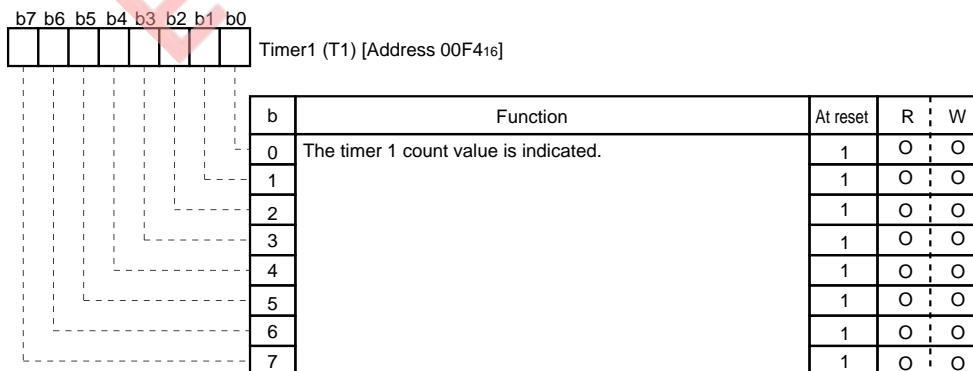 b7 b6 b5 b4 b3 b2 b1 b0
Timer1 (T1) [Address 00F4₁₆]
b Function At reset R W
0 The timer 1 count value is indicated. 1 O O
1 1 O O
2 1 O O
3 1 O O
4 1 O O
5 1 O O
6 1 O O
7 1 O O